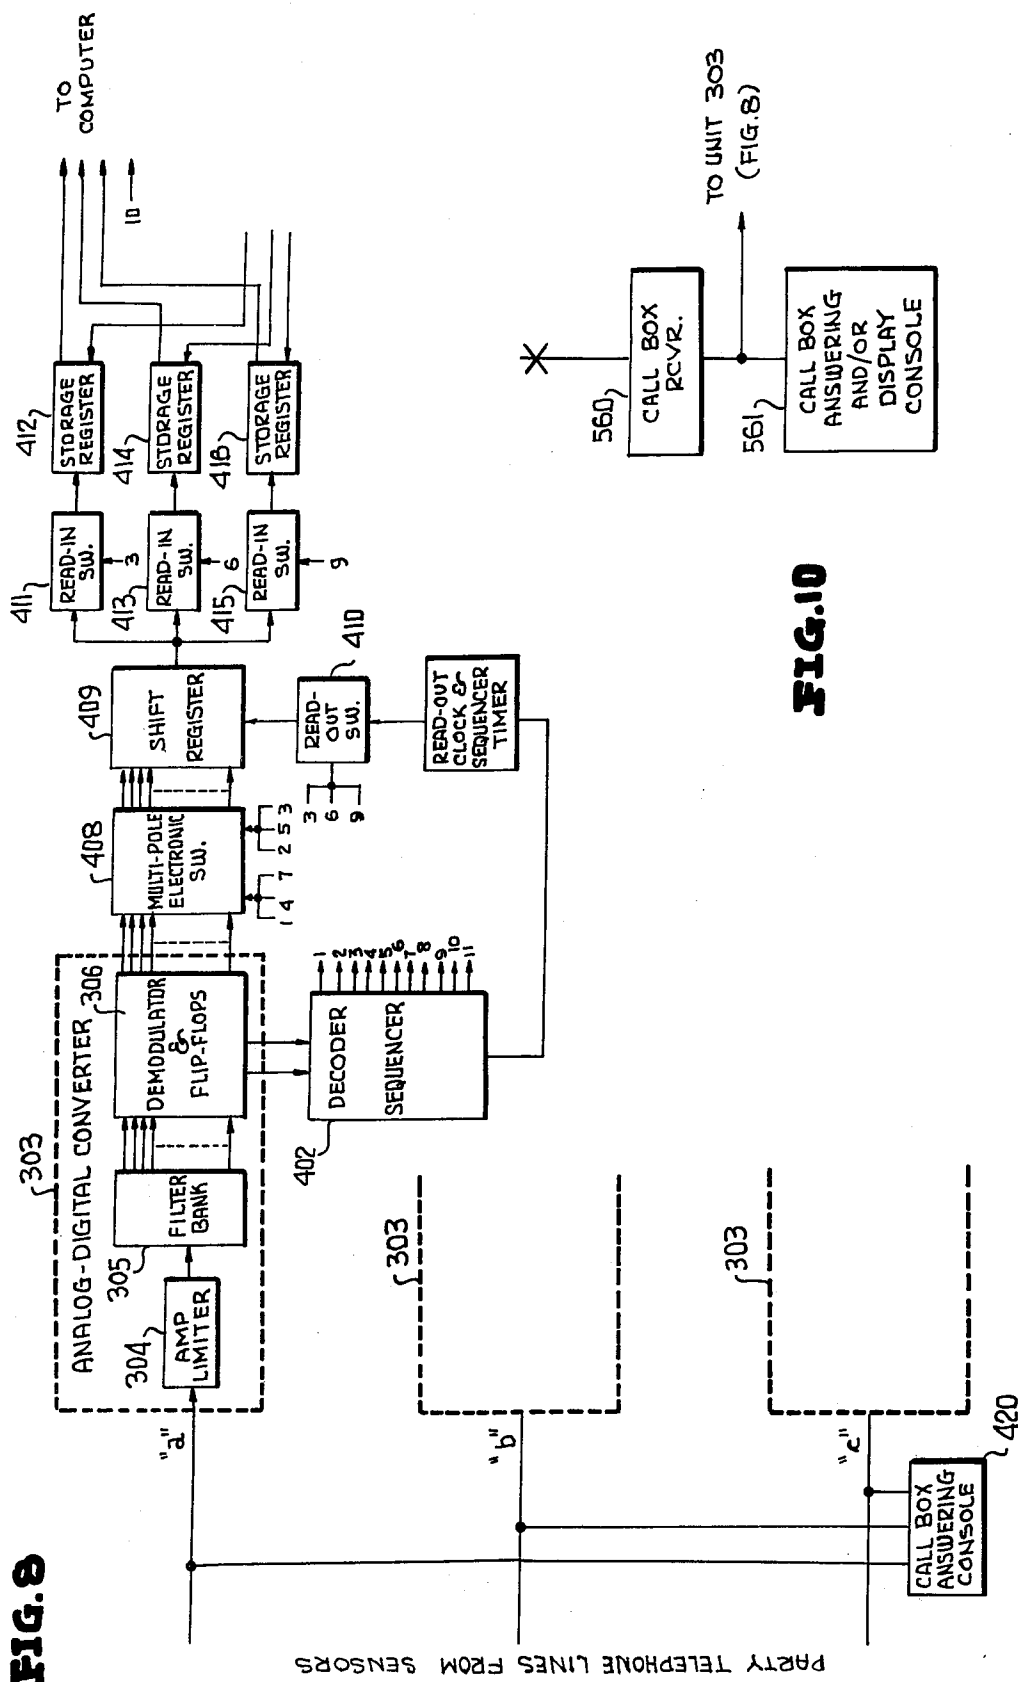 FIG.8
PARTY TELEPHONE LINES FROM SENSORS
"a"
"b"
"c"
CALL BOX
ANSWERING
CONSOLE
420
303
ANALOG-DIGITAL CONVERTER
304
AMP
LIMITER
305
FILTER
BANK
306
DEMODULATOR
&
FLIP-FLOPS
303
303
402
DECODER
SEQUENCER
1
2
3
4
5
6
7
8
9
10
11
408
MULTI-POLE
ELECTRONIC
SW.
1 4 7
2 5 3
409
SHIFT
REGISTER
410
READ-
OUT
SW.
3
6
9
READ-OUT
CLOCK &
SEQUENCER
TIMER
411
READ-IN
SW.
3
413
READ-IN
SW.
6
415
READ-IN
SW.
9
412
STORAGE
REGISTER
414
STORAGE
REGISTER
416
STORAGE
REGISTER
10
TO
COMPUTER
FIG.10
560
CALL BOX
RCVR.
TO UNIT 303
(FIG.8)
561
CALL BOX
ANSWERING
AND/OR
DISPLAY
CONSOLE